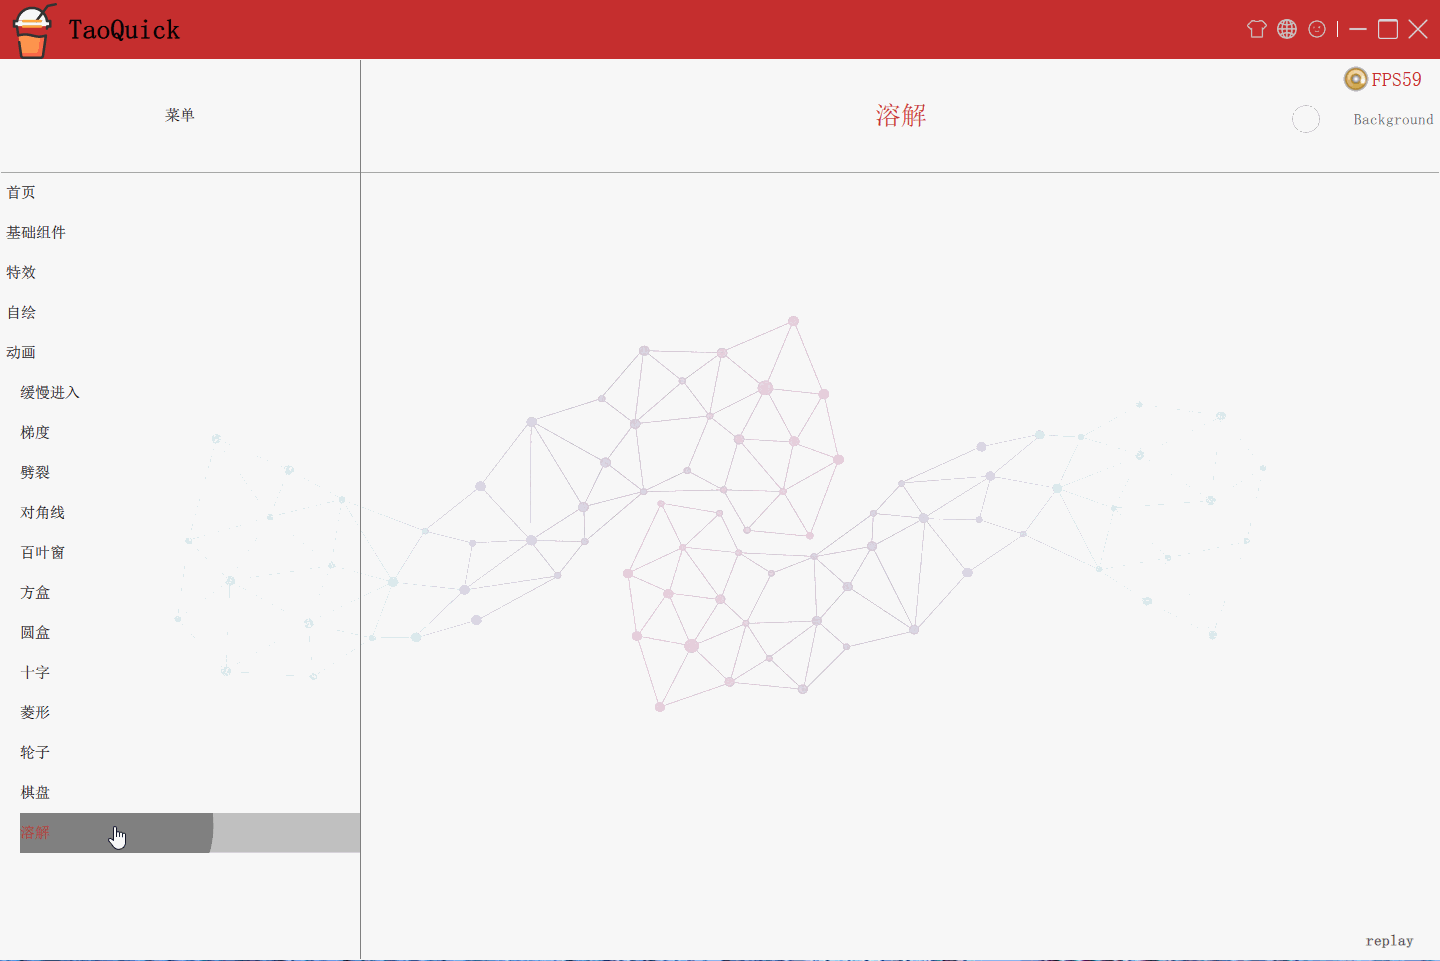 TaoQuick
FPS59
菜单
溶解
Background
首页
基础组件
特效
自绘
动画
缓慢进入
梯度
劈裂
对角线
百叶窗
方盒
圆盒
十字
菱形
轮子
棋盘
溶解
replay